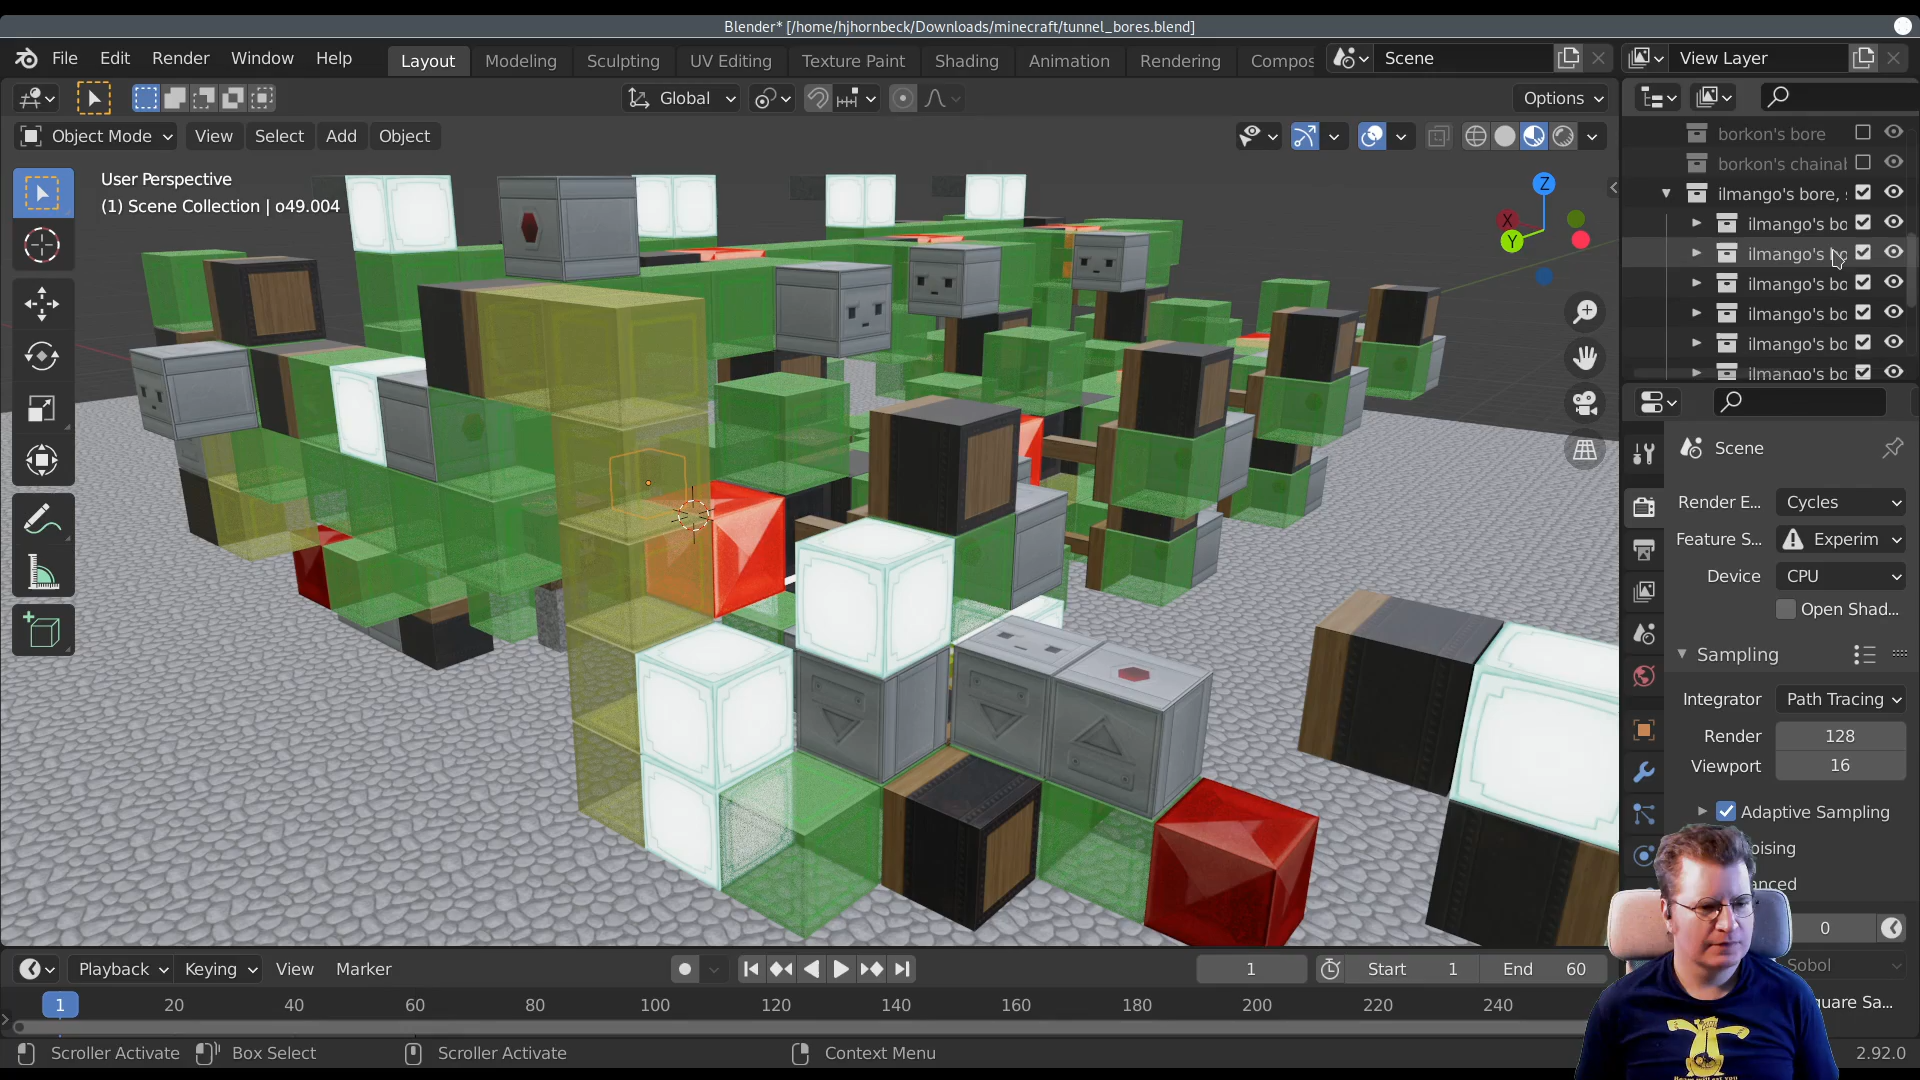 Blender* [/home/hjhornbeck/Downloads/minecraft/tunnel_bores.blend]
File Edit Render Window Help
Layout Modeling Sculpting UV Editing Texture Paint Shading Animation Rendering Compos
Scene
View Layer
Global
Options
Object Mode View Select Add Object
User Perspective
(1) Scene Collection | o49.004
Z
X
Y
borkon's bore
borkon's chainab
ilmango's bore,
ilmango's bo
ilmango's bo
ilmango's bo
ilmango's bo
ilmango's bo
ilmango's bo
Scene
Render E... Cycles
Feature S... Experim
Device CPU
Open Shad...
Sampling
Integrator Path Tracing
Render 128
Viewport 16
Adaptive Sampling
oising
anced
0
Sobol
quare Sa...
Playback Keying View Marker
1
Start 1
End 60
1 20 40 60 80 100 120 140 160 180 200 220 240
Scroller Activate
Box Select
Scroller Activate
Context Menu
2.92.0